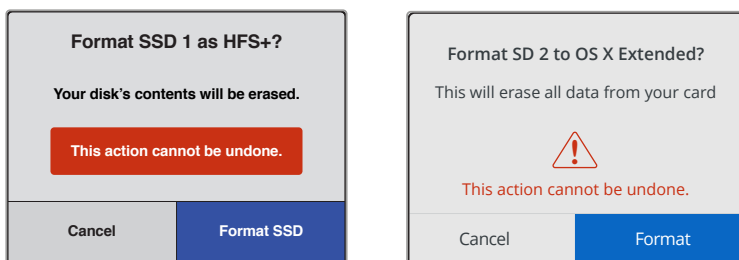 Format SSD 1 as HFS+?
Your disk's contents will be erased.
This action cannot be undone.
Cancel
Format SSD
Format SD 2 to OS X Extended?
This will erase all data from your card
This action cannot be undone.
Cancel
Format